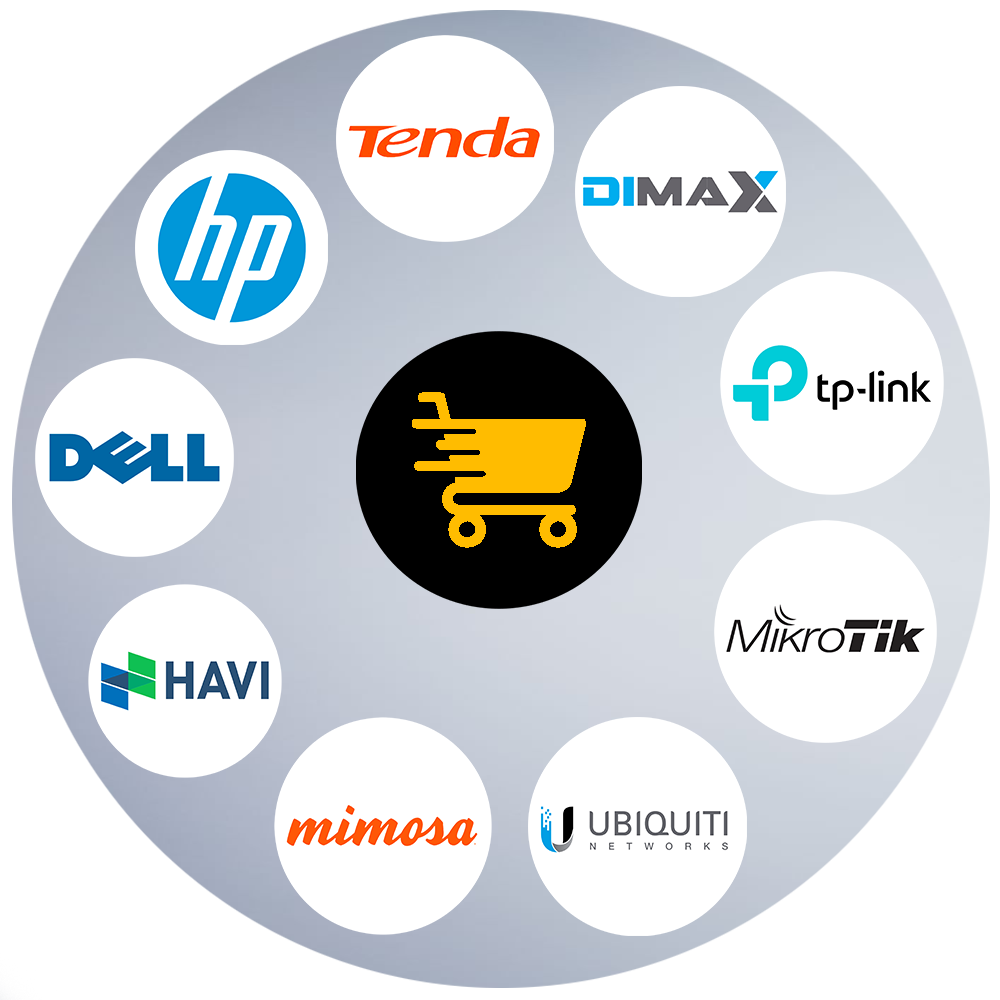 Tenda
DIMAX
hp
tp-link
DELL
MikroTik
HAVI
mimosa
UBIQUITI
NETWORKS